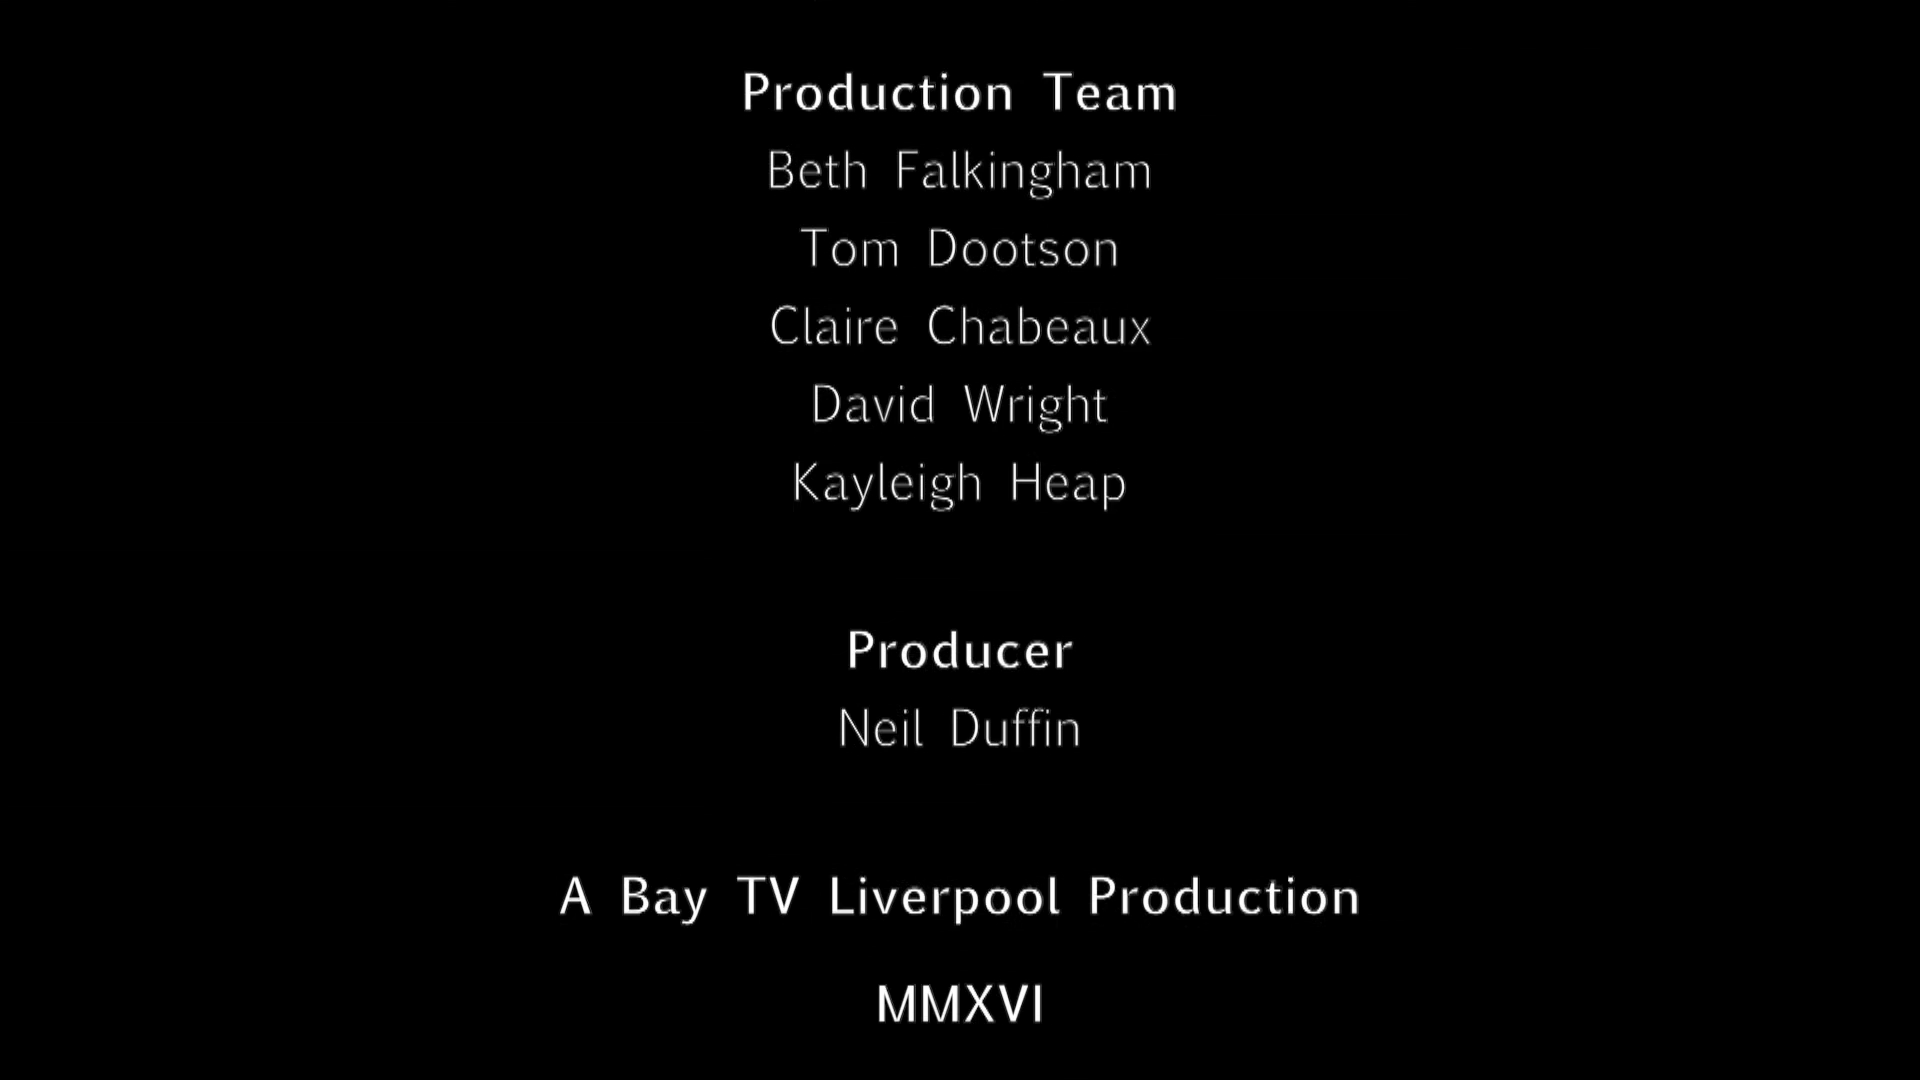 Production Team
Beth Falkingham
Tom Dootson
Claire Chabeaux
David Wright
Kayleigh Heap
Producer
Neil Duffin
A Bay TV Liverpool Production
MMXVI